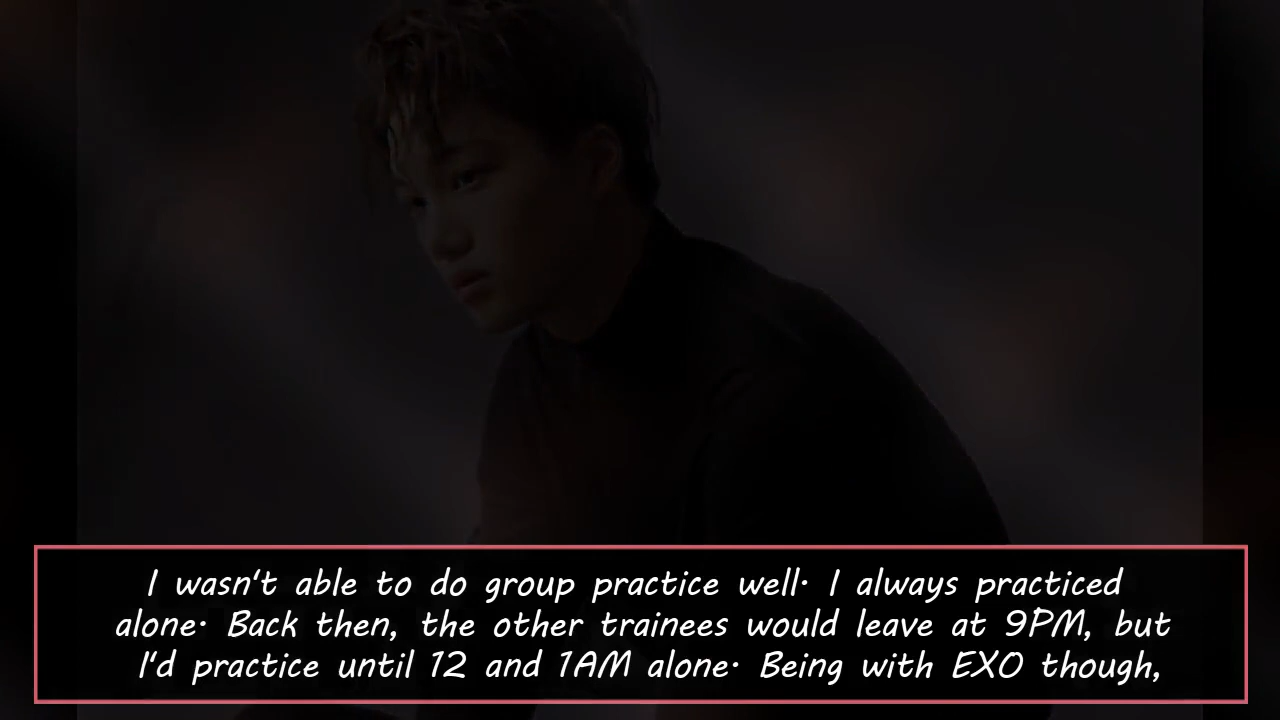 I wasn't able to do group practice well. I always practiced
alone. Back then, the other trainees would leave at 9PM, but
I'd practice until 12 and 1AM alone. Being with EXO though,